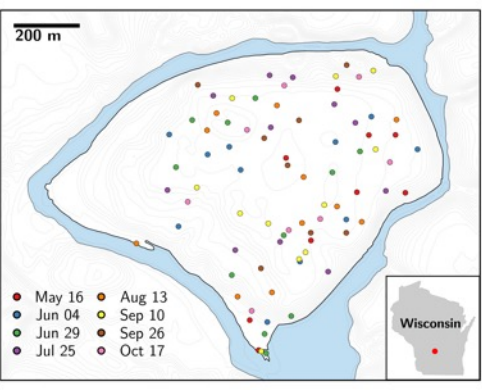 200 m
May 16
Jun 04
Jun 29
Jul 25
Aug 13
Sep 10
Sep 26
Oct 17
Wisconsin